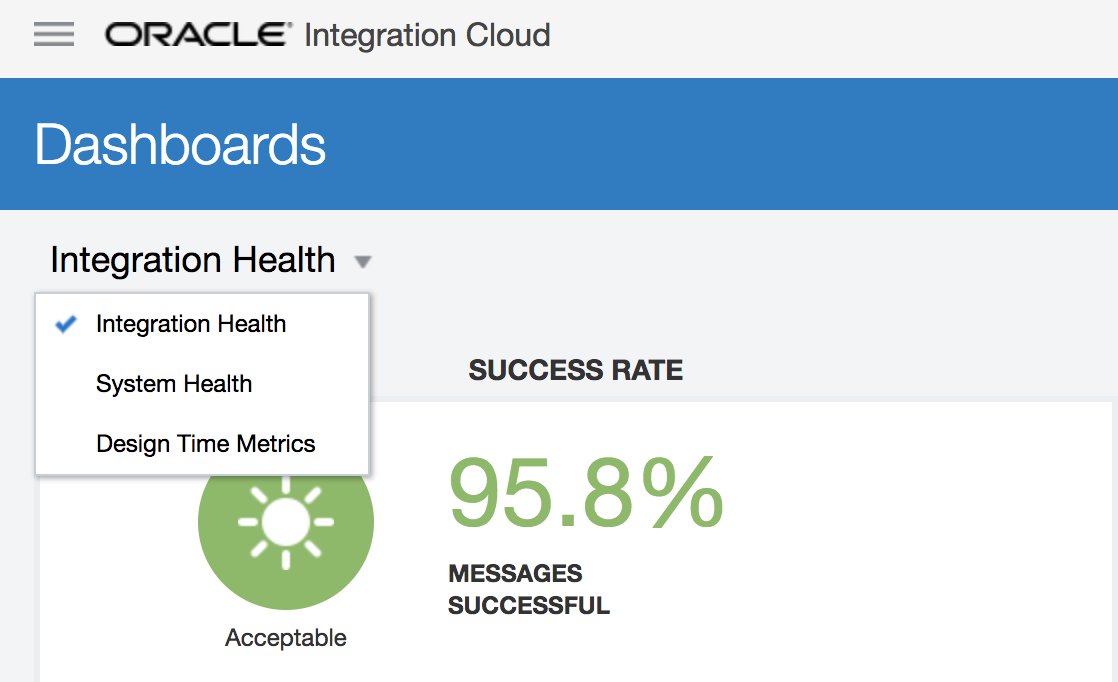 ORACLE® Integration Cloud
Dashboards
Integration Health
Integration Health
System Health
Design Time Metrics
SUCCESS RATE
95.8%
MESSAGES
SUCCESSFUL
Acceptable